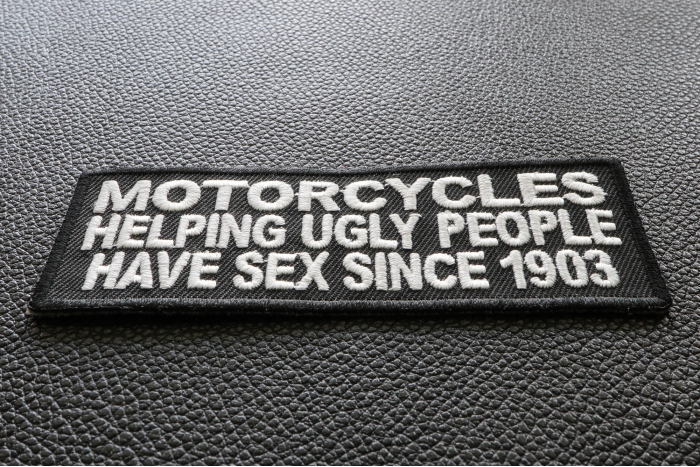 MOTORCYCLES
HELPING UGLY PEOPLE
HAVE SEX SINCE 1903